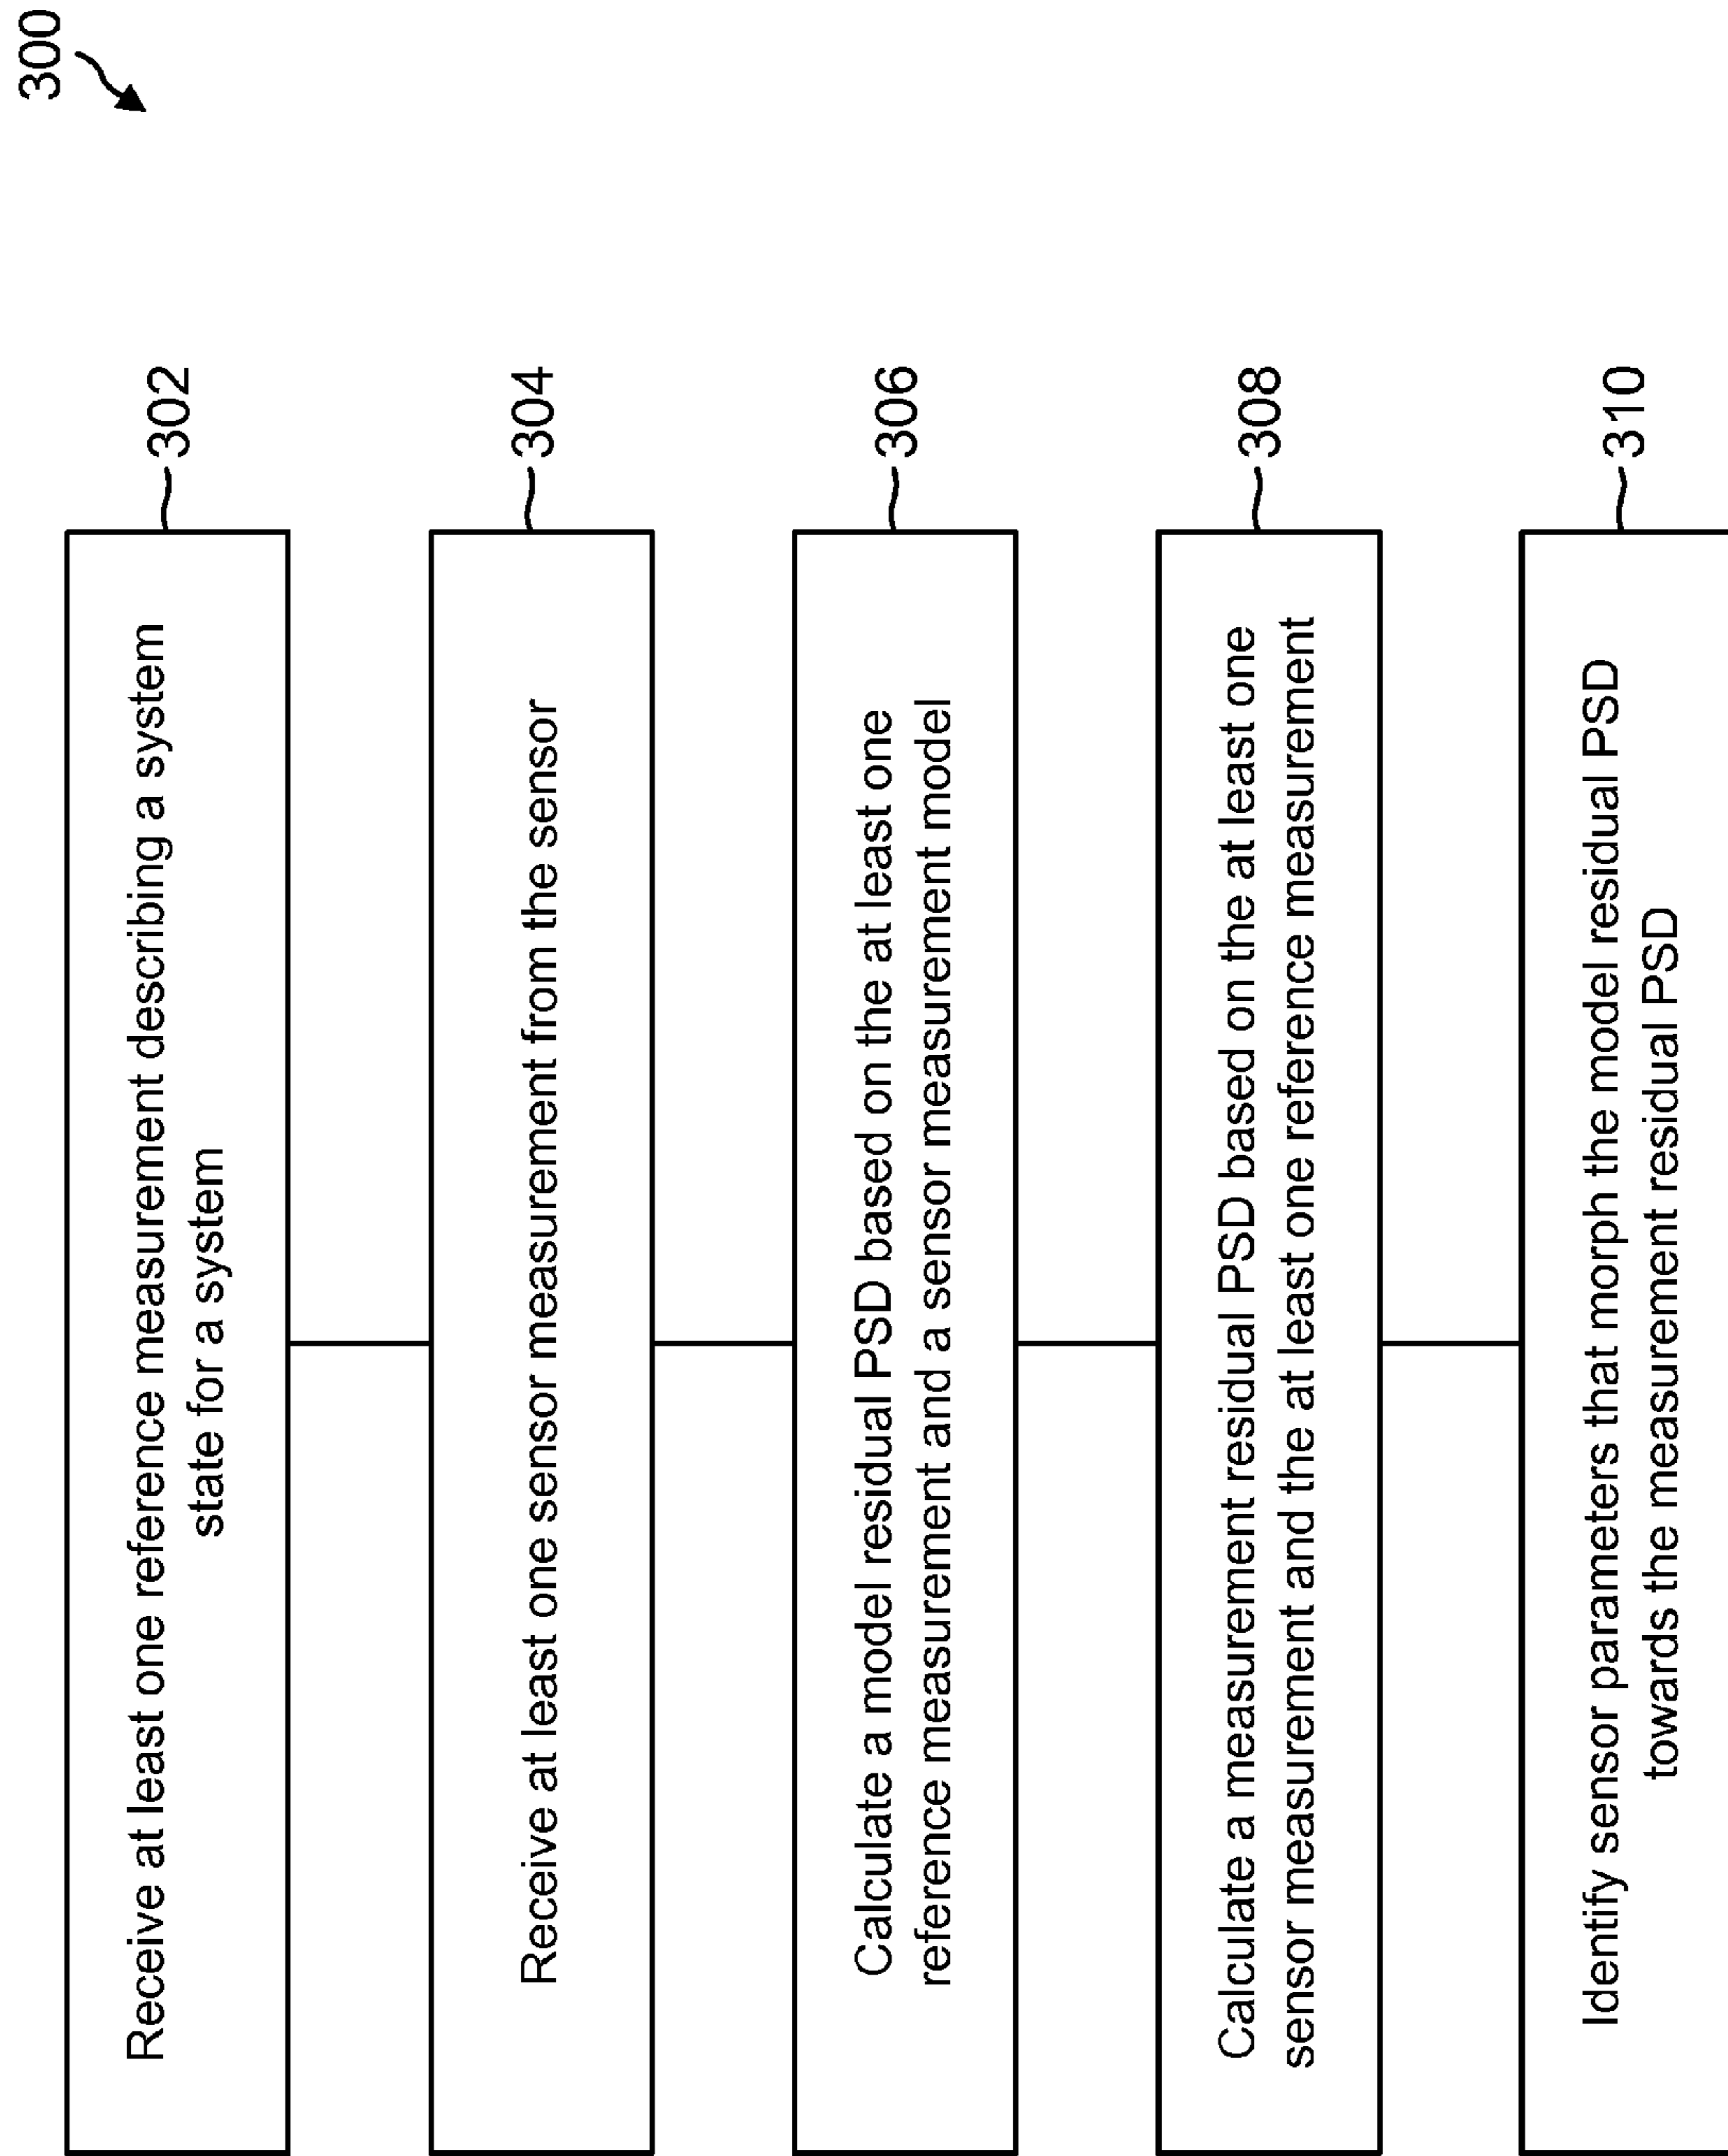 300
Receive at least one reference measurement describing a system
state for a system
302
Receive at least one sensor measurement from the sensor
304
Calculate a model residual PSD based on the at least one
reference measurement and a sensor measurement model
306
Calculate a measurement residual PSD based on the at least one
sensor measurement and the at least one reference measurement
308
Identify sensor parameters that morph the model residual PSD
towards the measurement residual PSD
310